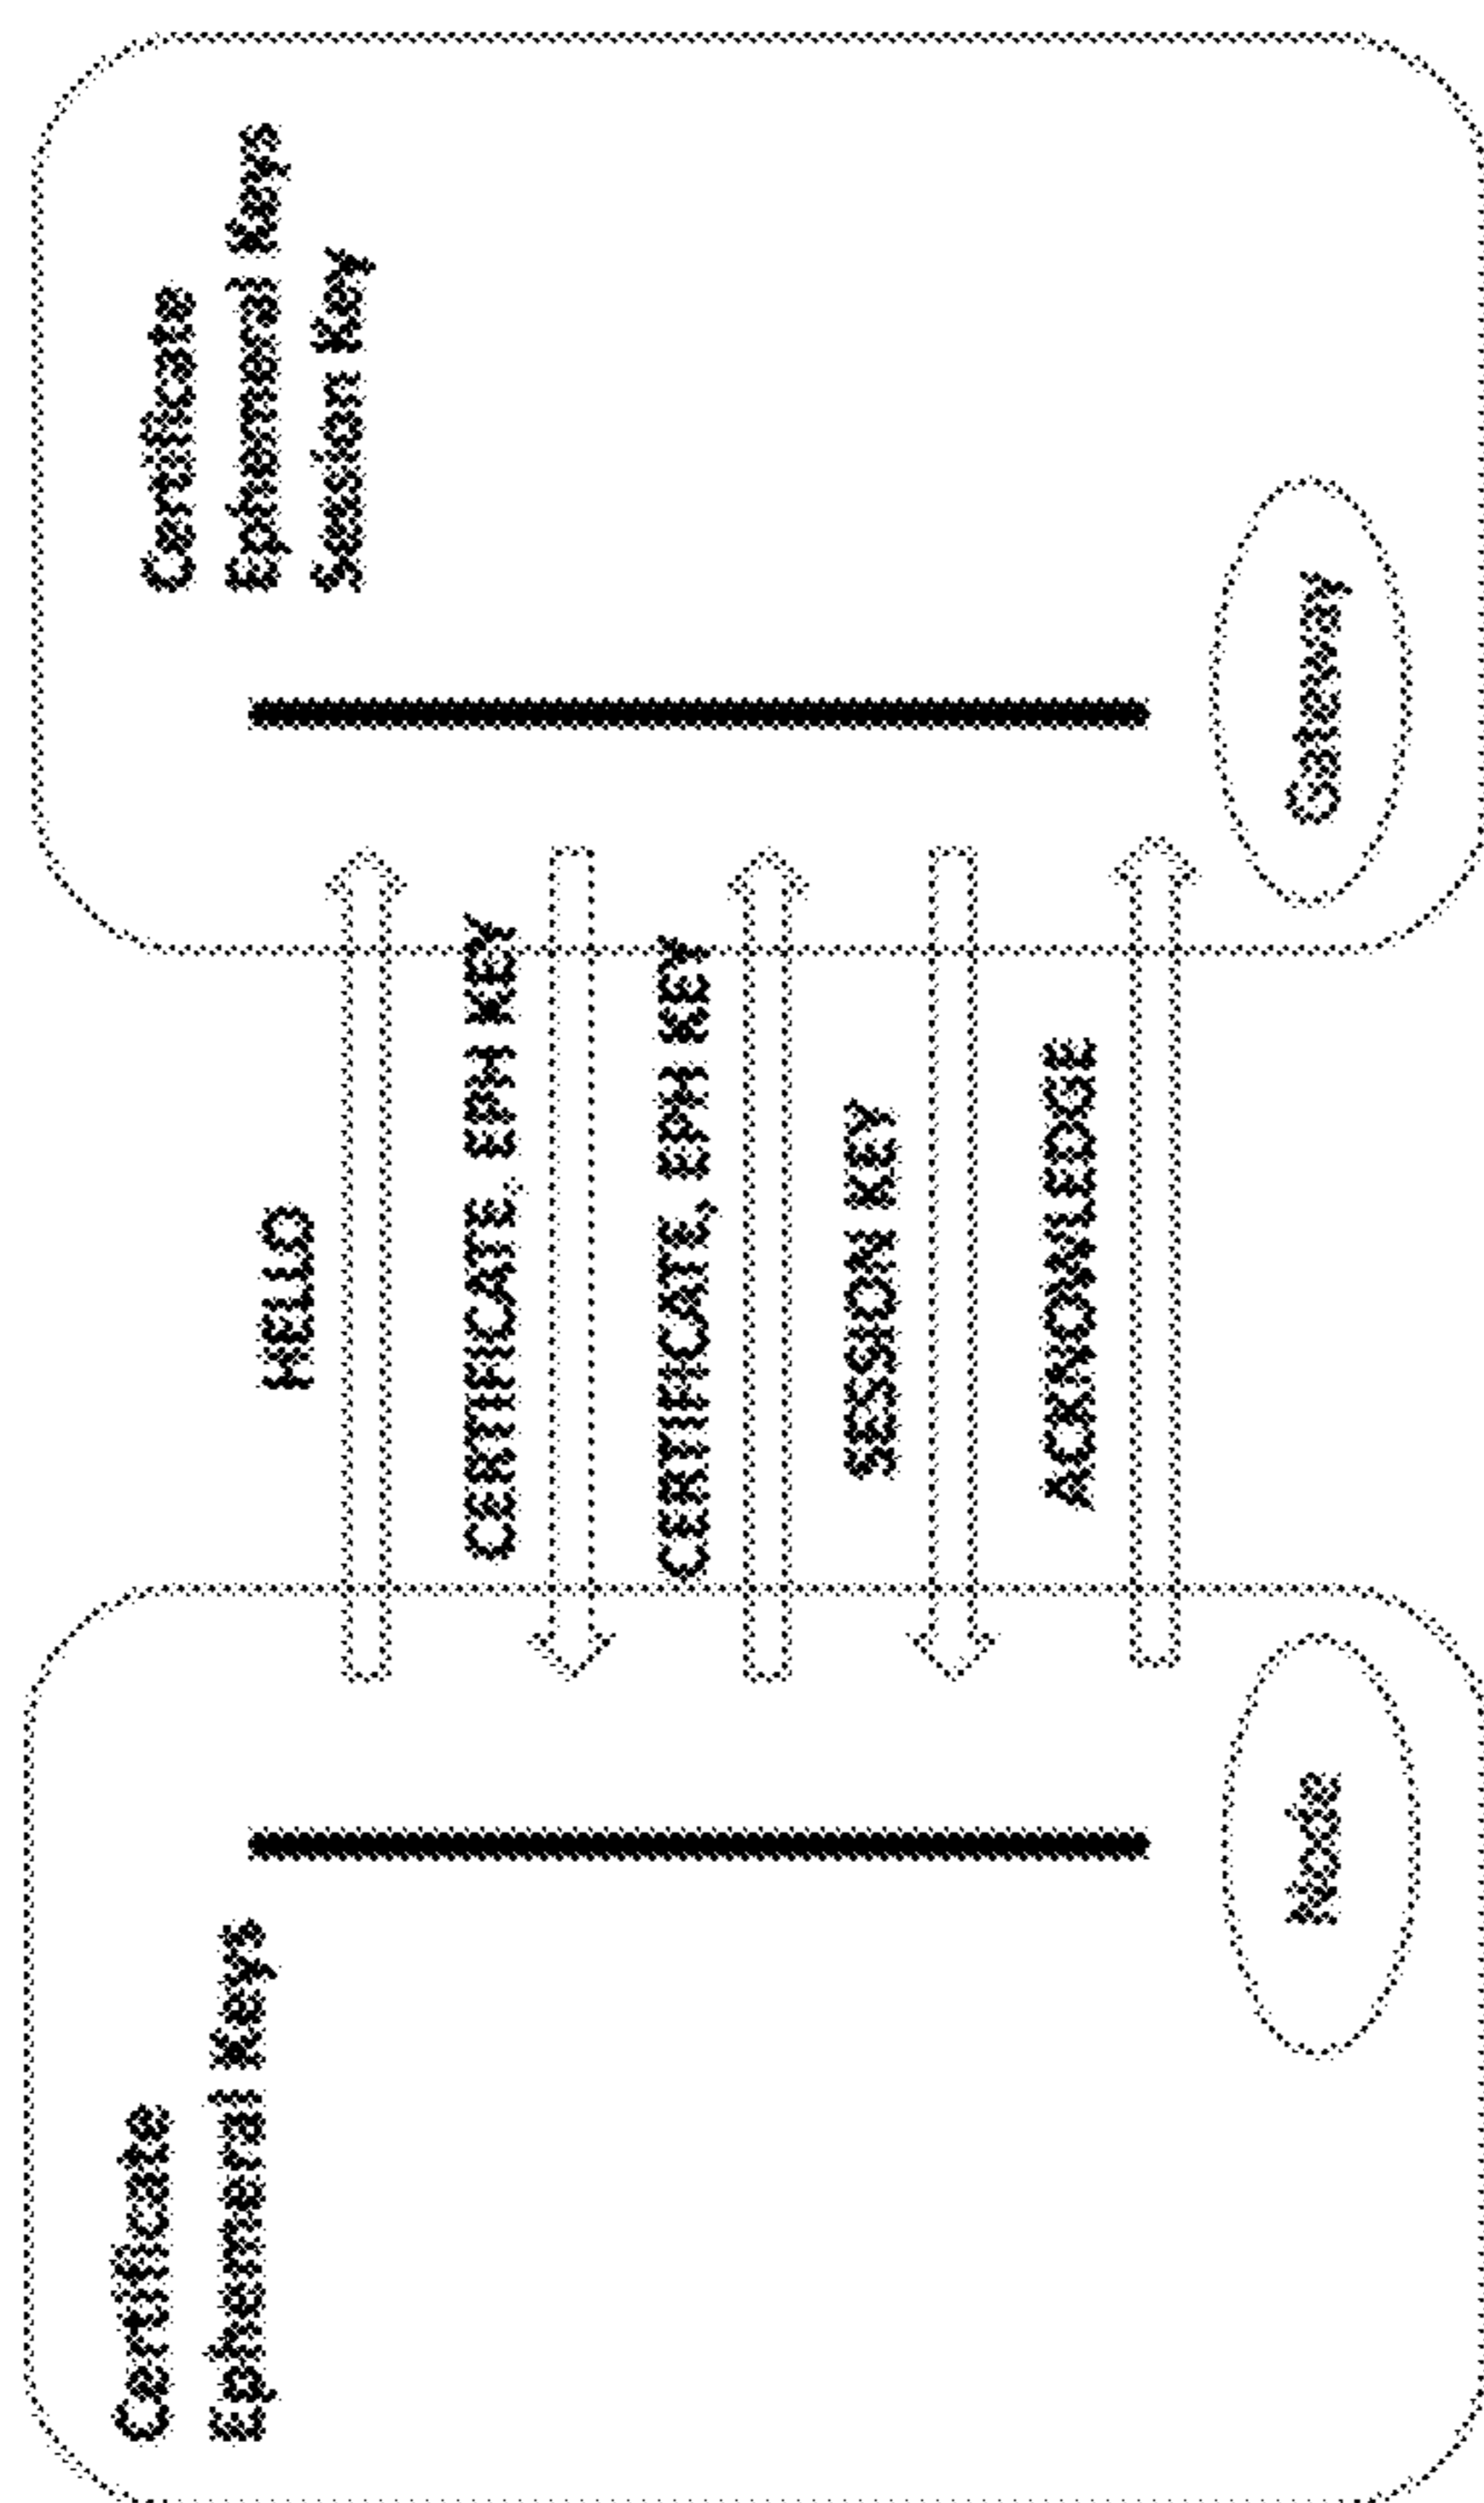 Certificate
Ephemeral keys
HELLO
CERTIFICATE, EPH KEY
CERTIFICATE, EPH KEY
SESSION KEY
ACKNOWLEDGE
Certificate
Ephemeral keys
Session key
Node
Gateway